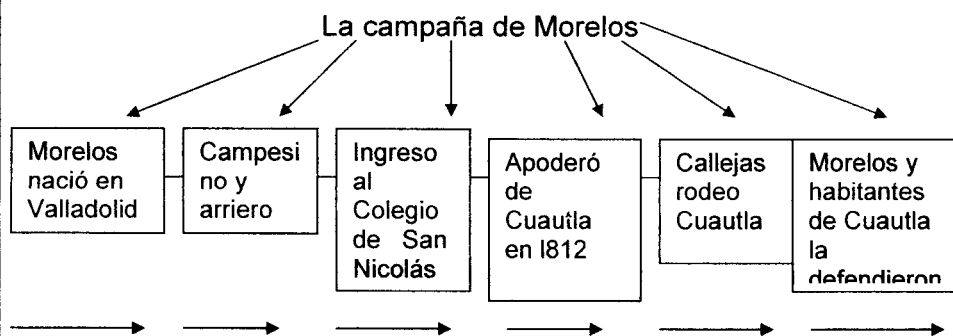 La campaña de Morelos
Morelos
nació en
Valladolid
Campesi
no y
arriero
Ingreso
al
Colegio
de San
Nicolás
Apoderó
de
Cuautla
en l812
Callejas
rodeo
Cuautla
Morelos y
habitantes
de Cuautla
la
defendieron